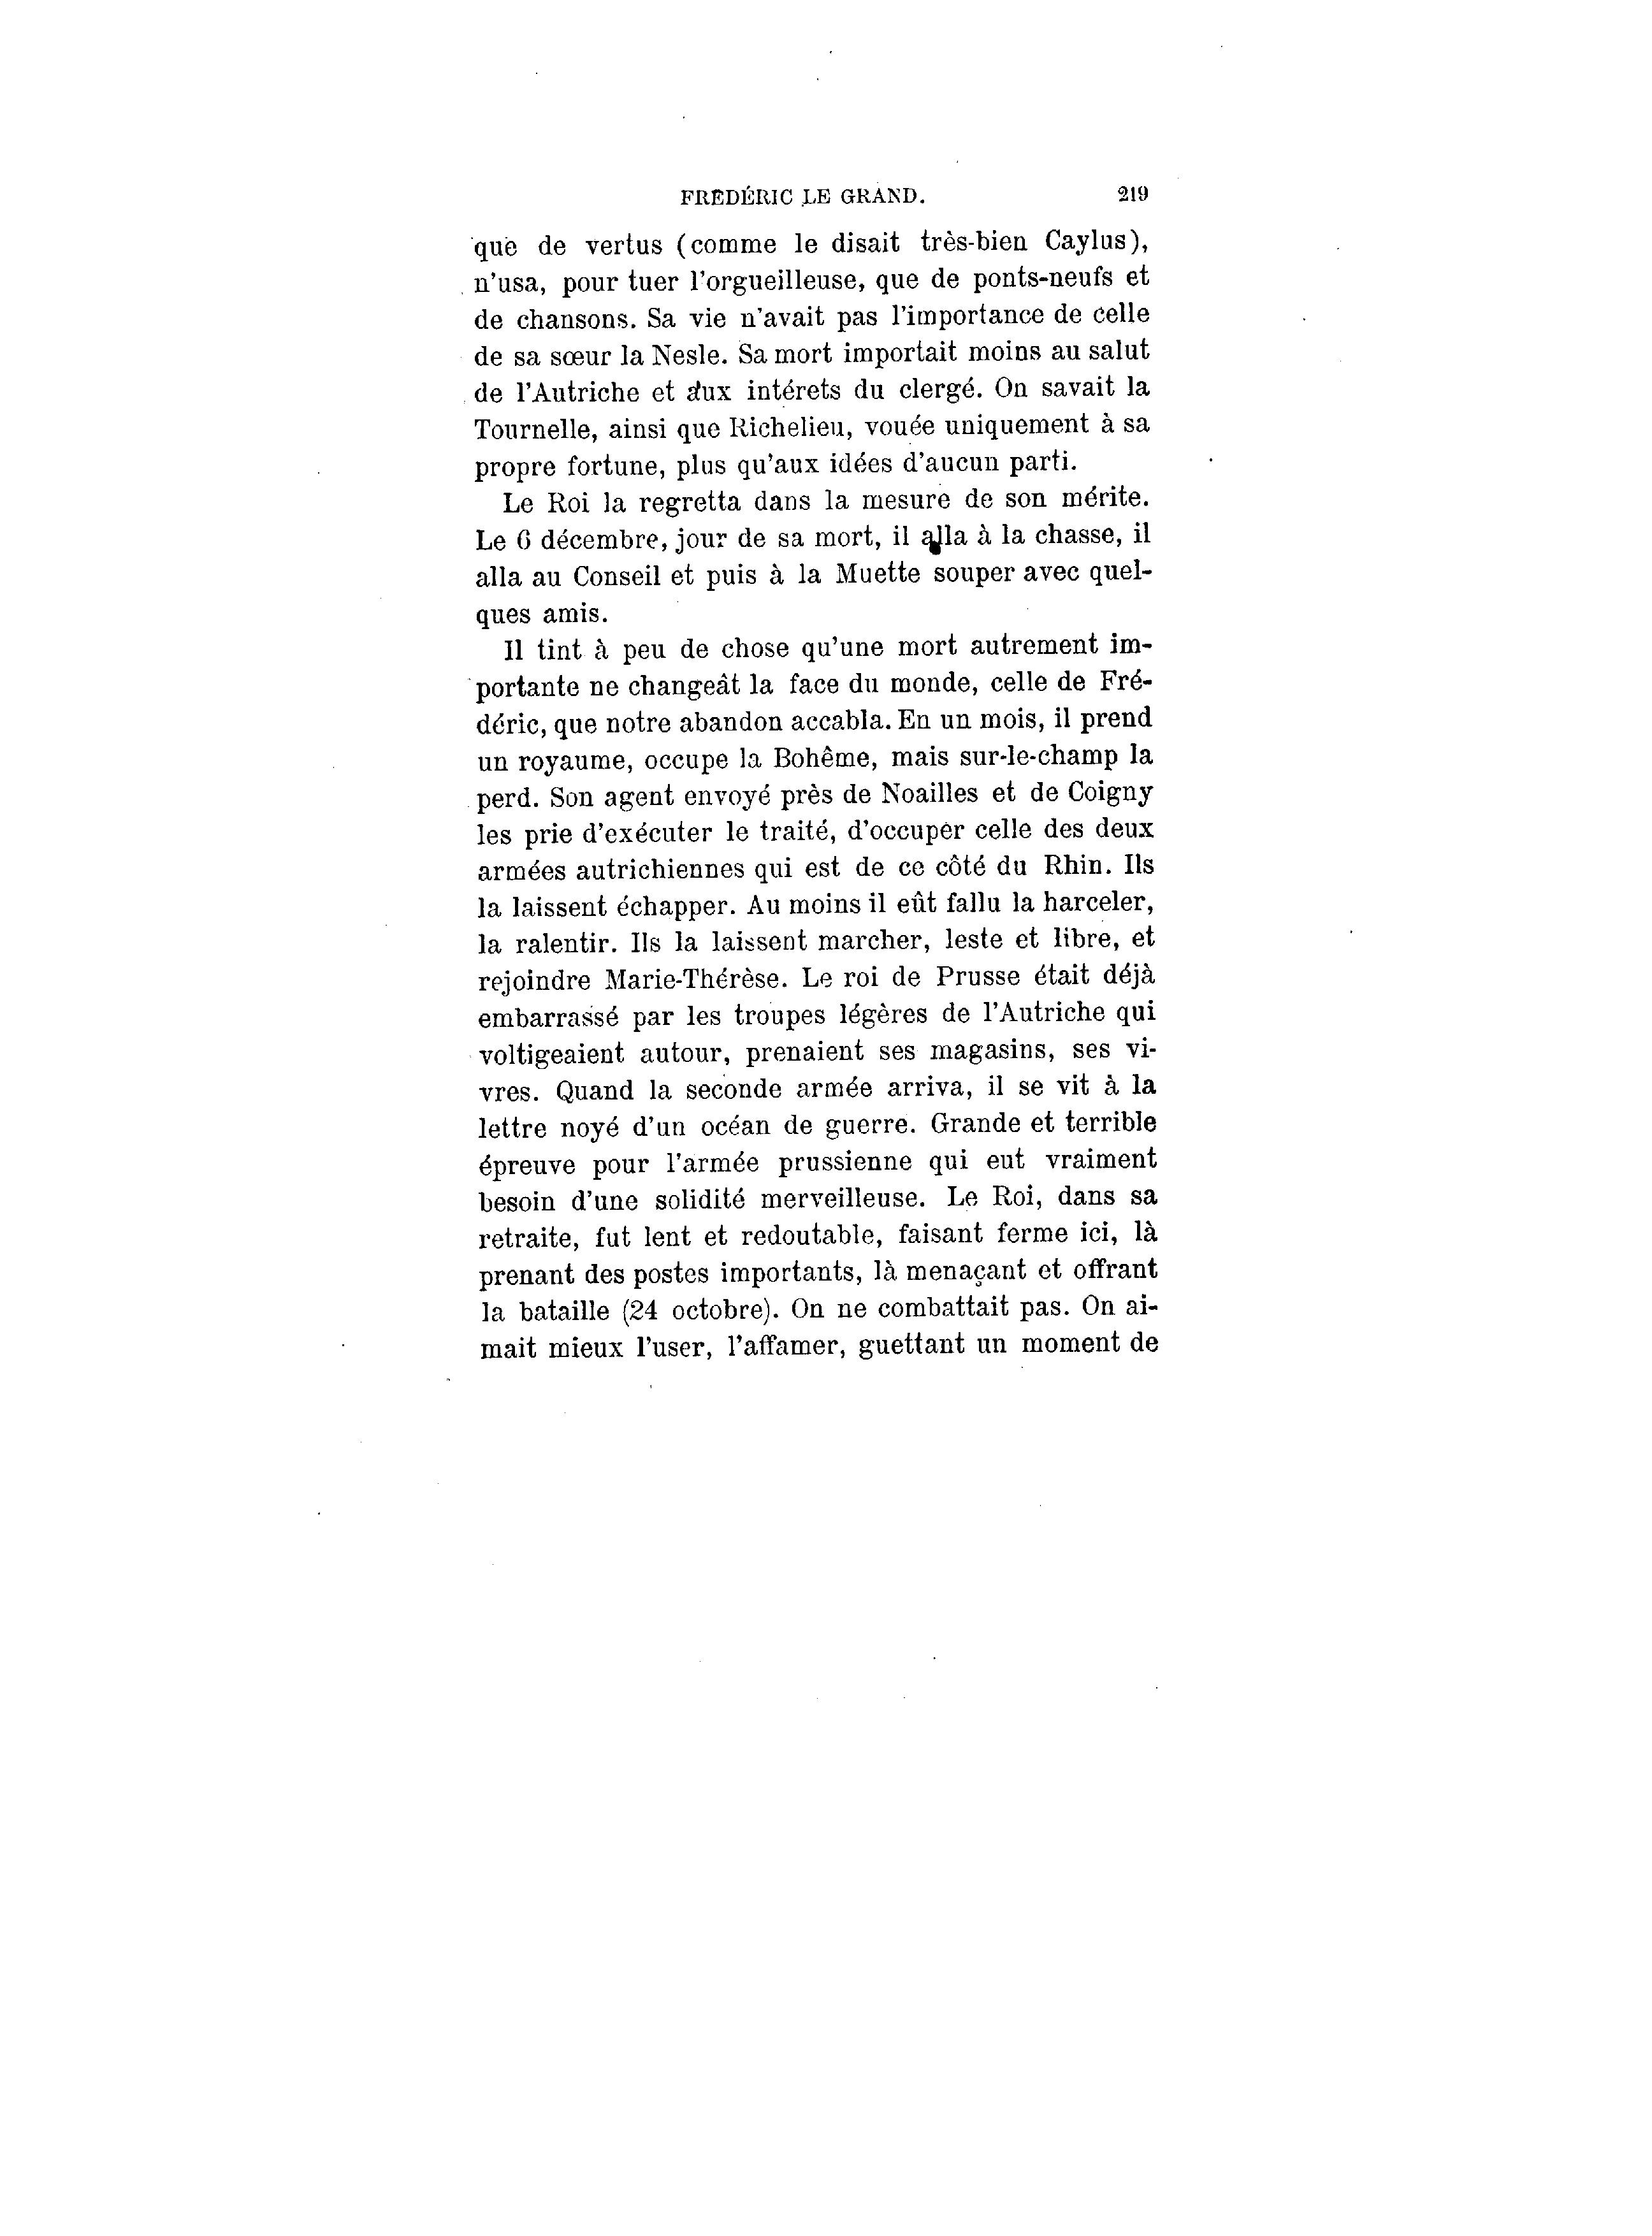 FREDÉRIC LE GRAND. 219
que de vertus (comme le disait très-bien Caylus),
n'usa, pour tuer l'orgueilleuse, que de ponts-neufs et
de chansons. Sa vie n'avait pas l'importance de celle
de sa sœur la Nesle. Sa mort importait moins au salut
de l'Autriche et aux intérets du clergé. On savait la
Tournelle, ainsi que Richelieu, vouée uniquement à sa
propre fortune, plus qu'aux idées d'aucun parti.
Le Roi la regretta dans la mesure de son mérite.
Le 6 décembre, jour de sa mort, il alla à la chasse, il
alla au Conseil et puis à la Muette souper avec quel-
ques amis.
Il tint à peu de chose qu'une mort autrement im-
portante ne changeât la face du monde, celle de Fré-
déric, que notre abandon accabla. En un mois, il prend
un royaume, occupe la Bohême, mais sur-le-champ la
perd. Son agent envoyé près de Noailles et de Coigny
les prie d'exécuter le traité, d'occuper celle des deux
armées autrichiennes qui est de ce côté du Rhin. Ils
la laissent échapper. Au moins il eût fallu la harceler,
la ralentir. Ils la laissent marcher, leste et libre, et
rejoindre Marie-Thérèse. Le roi de Prusse était déjà
embarrassé par les troupes légères de l'Autriche qui
voltigeaient autour, prenaient ses magasins, ses vi-
vres. Quand la seconde armée arriva, il se vit à la
lettre noyé d'un océan de guerre. Grande et terrible
épreuve pour l'armée prussienne qui eut vraiment
besoin d'une solidité merveilleuse. Le Roi, dans sa
retraite, fut lent et redoutable, faisant ferme ici, là
prenant des postes importants, là menaçant et offrant
la bataille (24 octobre). On ne combattait pas. On ai-
mait mieux l'user, l'affamer, guettant un moment de